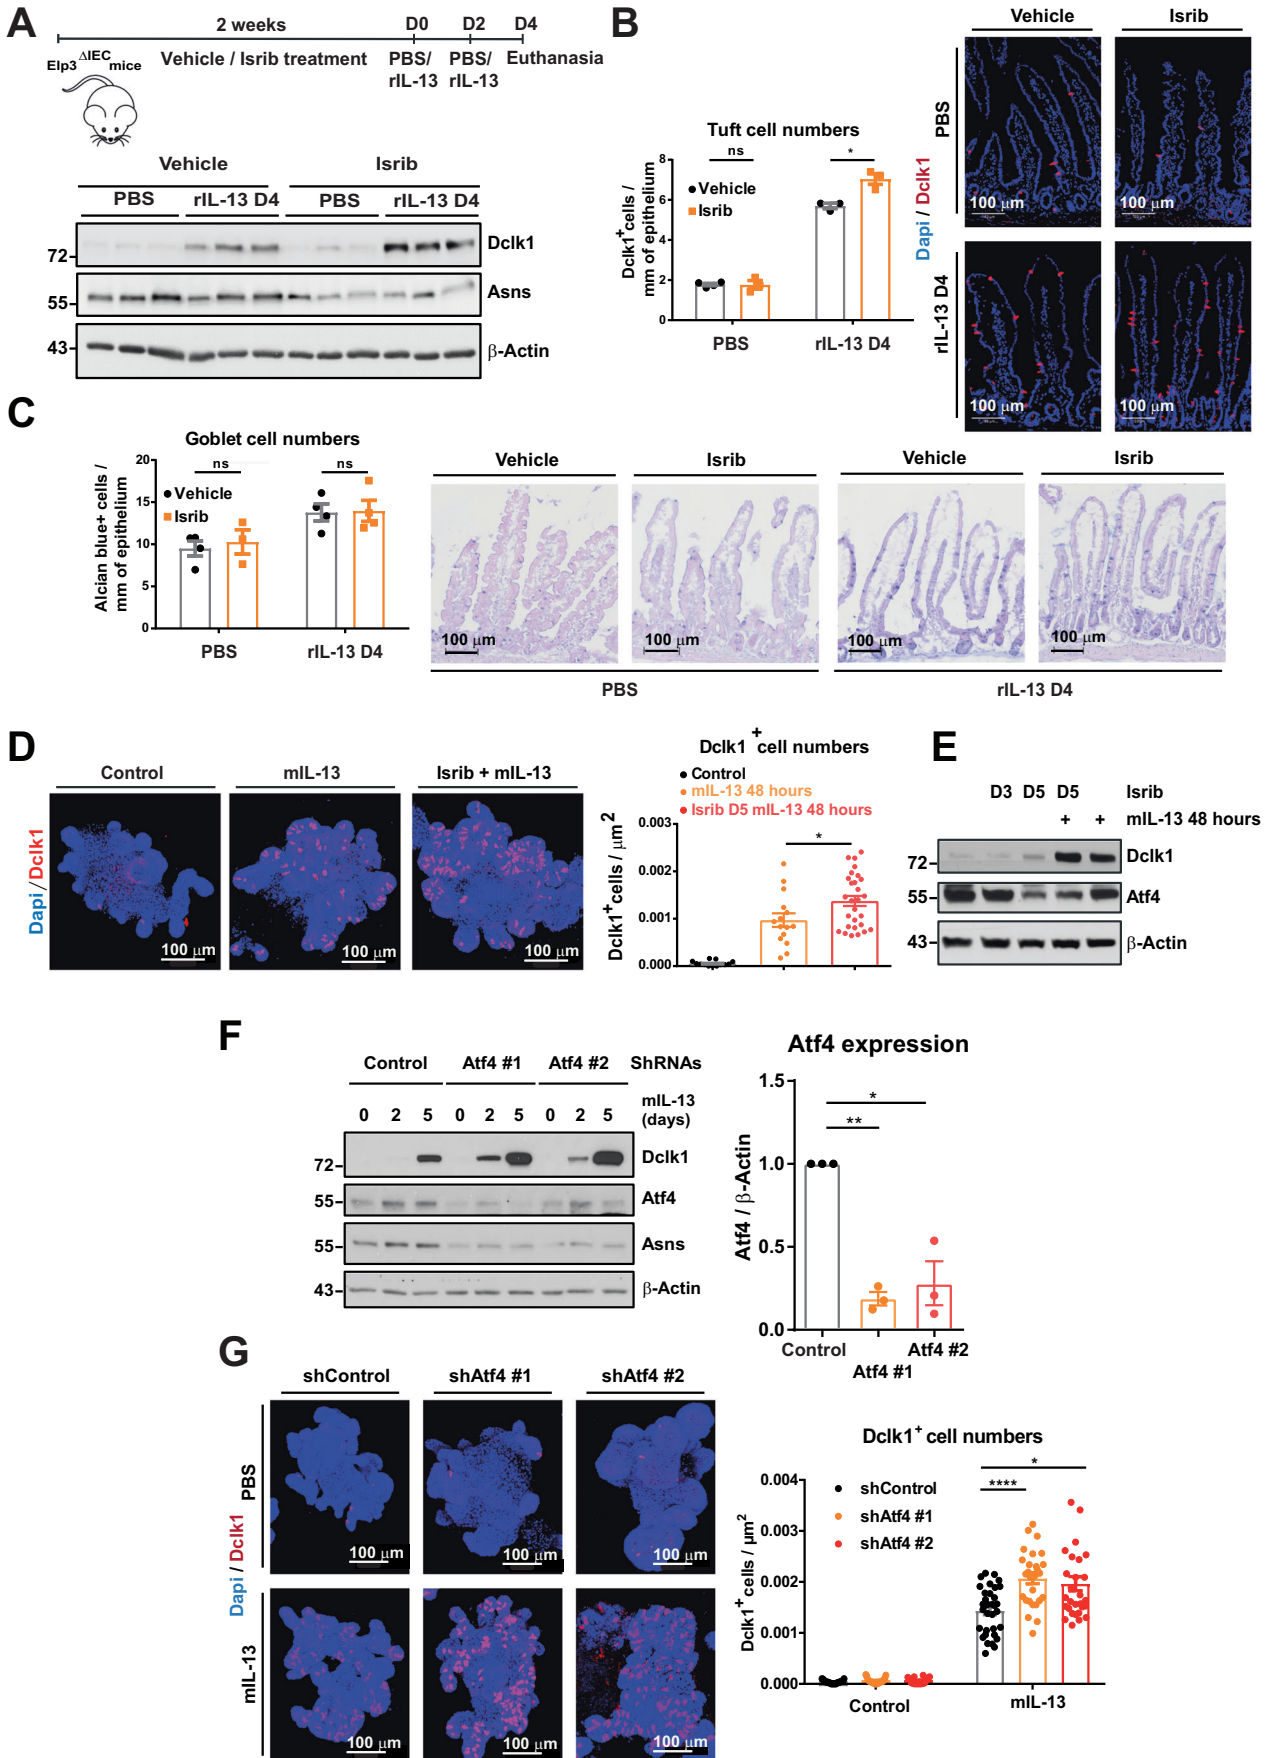 A
2 weeks
D0
D2
D4
Elp3 ΔIEC mice
Vehicle / Isrib treatment
PBS/
rIL-13
PBS/
rIL-13
Euthanasia
Vehicle
Isrib
PBS
rIL-13 D4
PBS
rIL-13 D4
72
Dclk1
55
Asns
43
β-Actin
B
Tuft cell numbers
ns
*
Vehicle
Isrib
8
6
4
2
0
Dclk1+cells /
mm of epithelium
PBS
rIL-13 D4
Vehicle
Isrib
Dapi / Dclk1
PBS
rIL-13 D4
100 µm
100 µm
100 µm
100 µm
C
Goblet cell numbers
ns
ns
Vehicle
Isrib
20
15
10
5
0
Alcian blue+ cells /
mm of epithelium
PBS
rIL-13 D4
Vehicle
Isrib
Vehicle
Isrib
100 µm
100 µm
100 µm
100 µm
PBS
rIL-13 D4
D
Control
mIL-13
Isrib + mIL-13
Dapi / Dclk1
100 µm
100 µm
100 µm
Dclk1+ cell numbers
Control
mIL-13 48 hours
Isrib D5 mIL-13 48 hours
*
0.003
0.002
0.001
0.000
Dclk1+cells / µm2
E
D3 D5 D5 Isrib
+ + mIL-13 48 hours
72
Dclk1
55
Atf4
43
β-Actin
F
Control
Atf4 #1
Atf4 #2
ShRNAs
0 2 5 0 2 5 0 2 5
mIL-13
(days)
72
Dclk1
55
Atf4
55
Asns
43
β-Actin
Atf4 expression
*
**
1.5
1.0
0.5
0.0
Atf4 / β-Actin
Control
Atf4 #1
Atf4 #2
G
shControl
shAtf4 #1
shAtf4 #2
Dapi / Dclk1
PBS
mIL-13
100 µm
100 µm
100 µm
100 µm
100 µm
100 µm
Dclk1+ cell numbers
*
****
shControl
shAtf4 #1
shAtf4 #2
0.004
0.003
0.002
0.001
0.000
Dclk1+ cells / µm2
Control
mIL-13